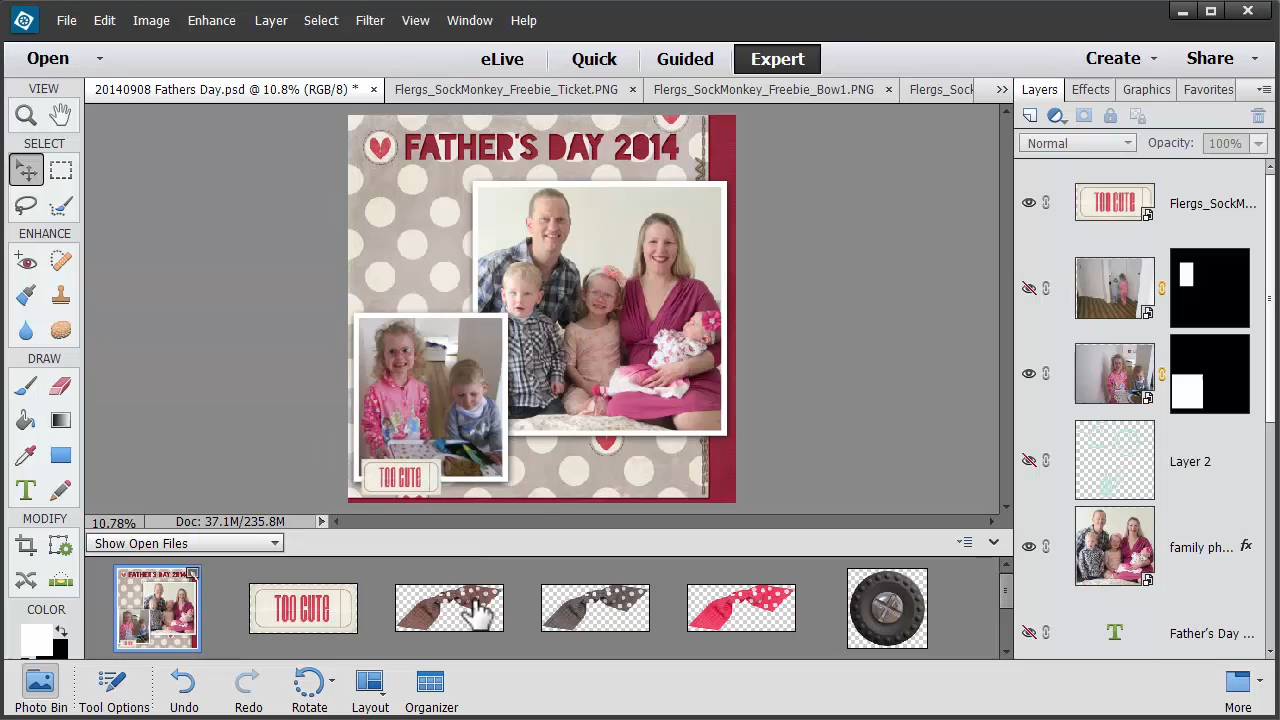 File Edit Image Enhance Layer Select Filter View Window Help
Open eLive Quick Guided Expert Create Share
VIEW
20140908 Fathers Day.psd @ 10.8% (RGB/8) * ×
Flergs_SockMonkey_Freebie_Ticket.PNG ×
Flergs_SockMonkey_Freebie_Bow1.PNG ×
Flergs_Sock
Layers Effects Graphics Favorites
Normal Opacity: 100%
SELECT
ENHANCE
DRAW
T
MODIFY
COLOR
FATHER'S DAY 2014
TOO CUTE
TOO CUTE
Flergs_SockM...
Layer 2
family ph... fx
T Father's Day ...
10.78% Doc: 37.1M/235.8M
Show Open Files
FATHER'S DAY 2014
TOO CUTE
Photo Bin Tool Options Undo Redo Rotate Layout Organizer More